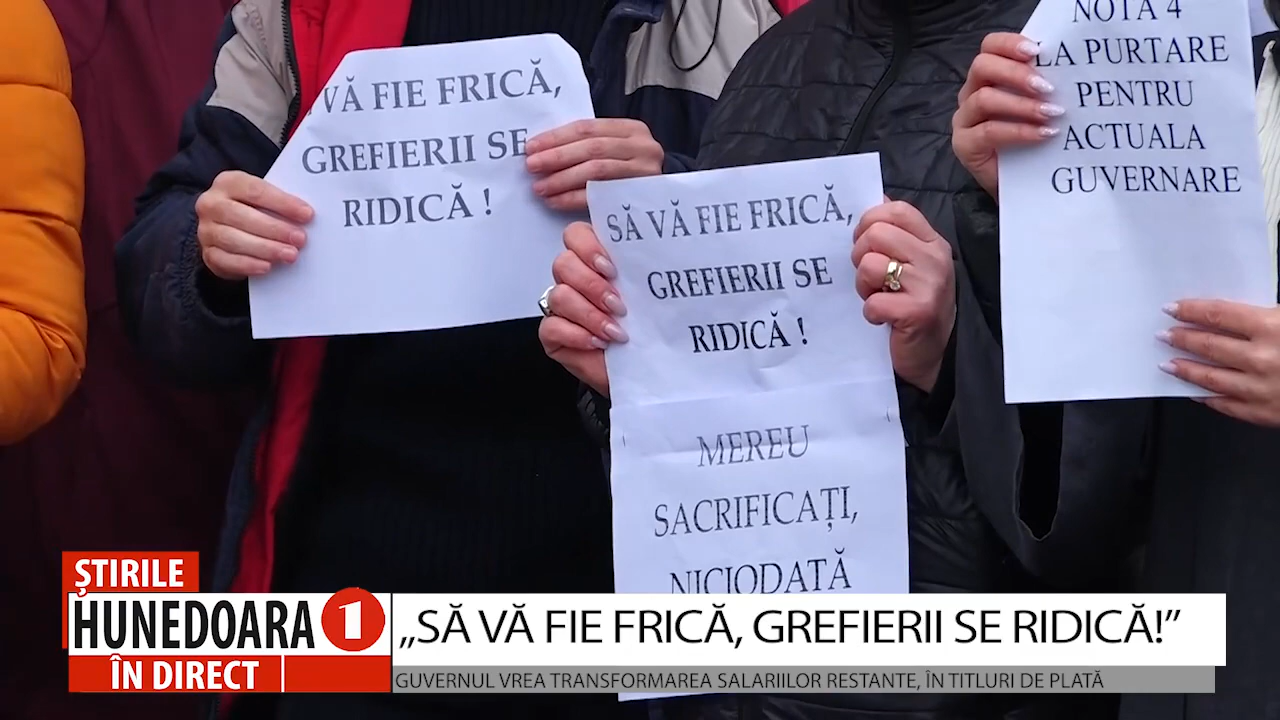 VĂ FIE FRICĂ,
GREFIERII SE
RIDICĂ !
SĂ VĂ FIE FRICĂ,
GREFIERII SE
RIDICĂ !
MEREU
SACRIFICAȚI,
NICIODATĂ
NOTA 4
LA PURTARE
PENTRU
ACTUALA
GUVERNARE
ȘTIRILE
HUNEDOARA 1
ÎN DIRECT
„SĂ VĂ FIE FRICĂ, GREFIERII SE RIDICĂ!”
GUVERNUL VREA TRANSFORMAREA SALARIILOR RESTANTE, ÎN TITLURI DE PLATĂ